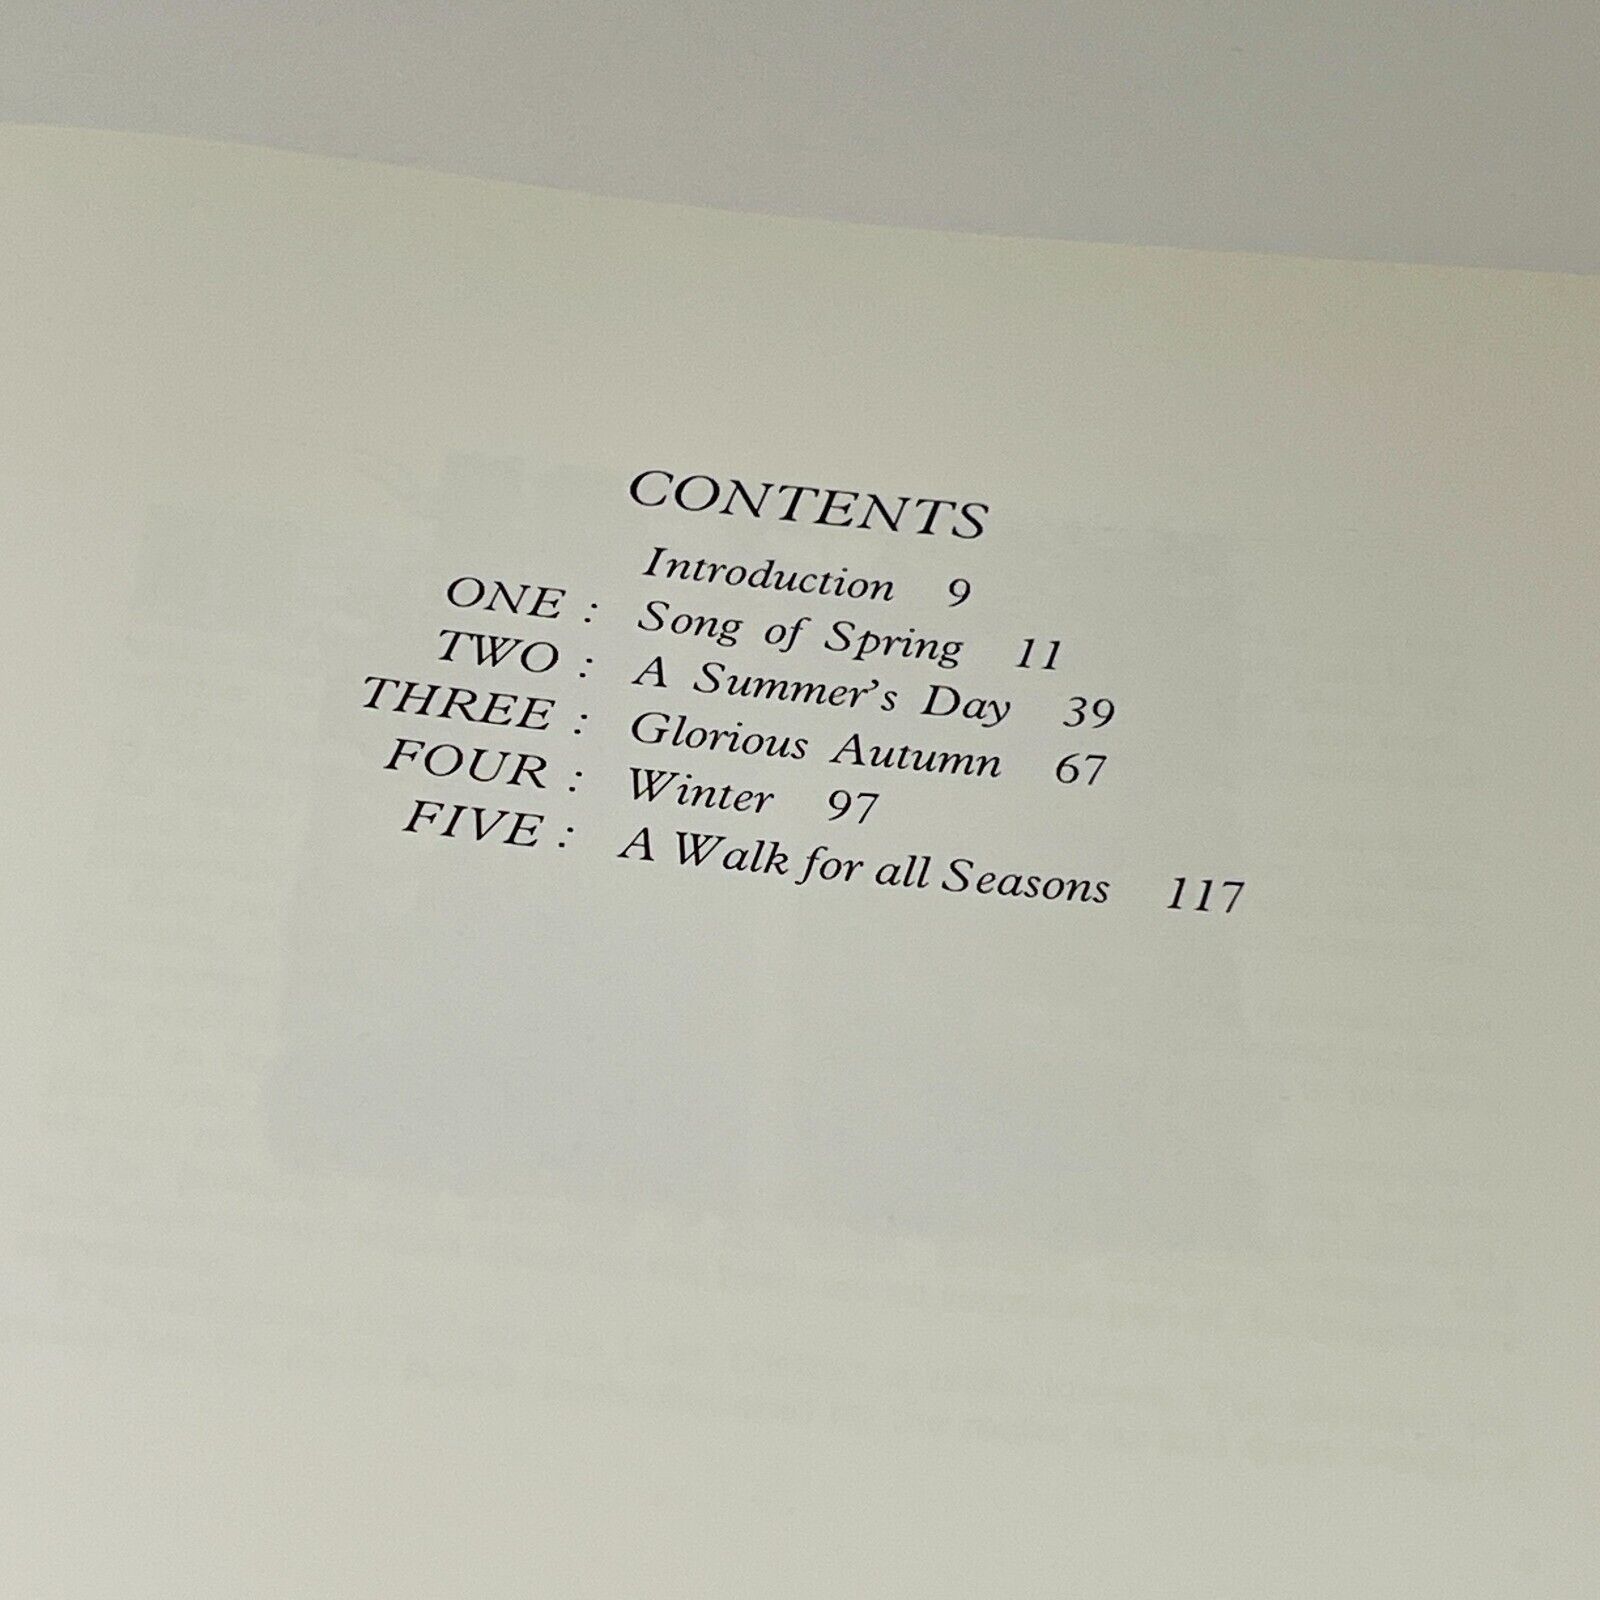 CONTENTS
Introduction 9
ONE : Song of Spring 11
TWO : A Summer's Day 39
THREE : Glorious Autumn 67
FOUR : Winter 97
FIVE : A Walk for all Seasons 117